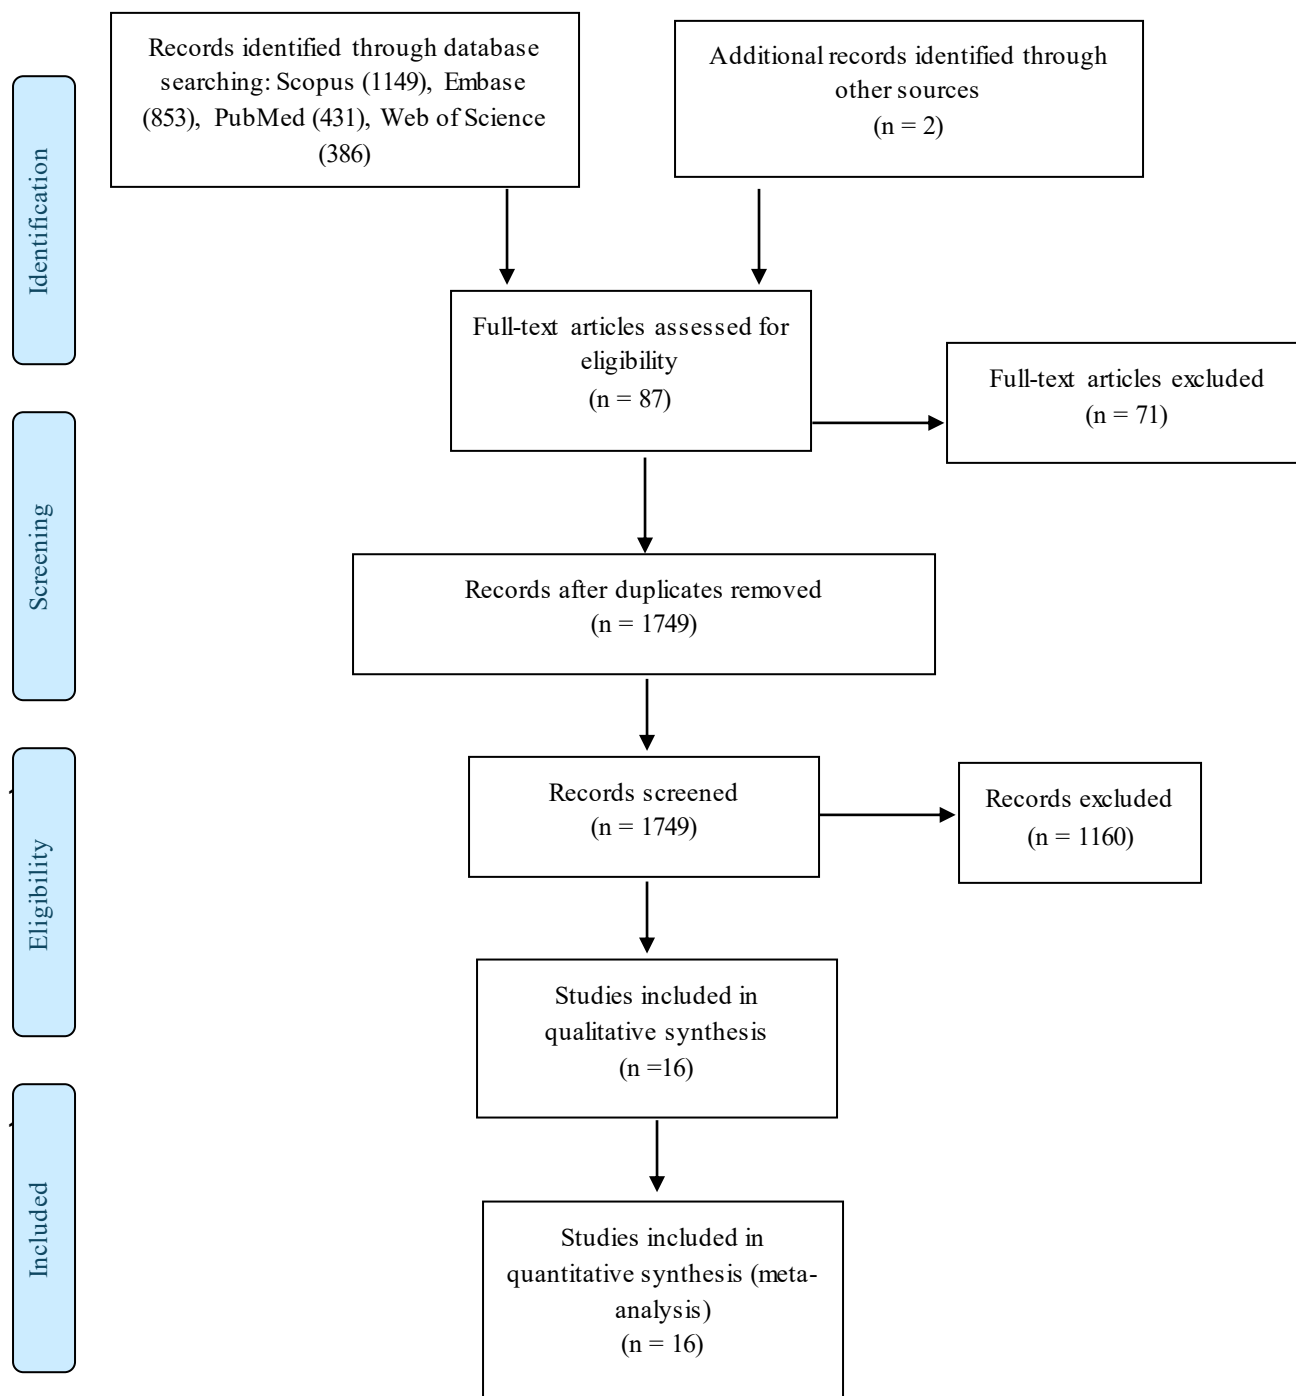 Records identified through database
searching: Scopus (1149), Embase
(853), PubMed (431), Web of Science
(386)
Additional records identified through
other sources
(n = 2)
Identification
Full-text articles assessed for
eligibility
(n = 87)
Full-text articles excluded
(n = 71)
Screening
Records after duplicates removed
(n = 1749)
Records screened
(n = 1749)
Records excluded
(n = 1160)
Eligibility
Studies included in
qualitative synthesis
(n =16)
Included
Studies included in
quantitative synthesis (meta-
analysis)
(n = 16)